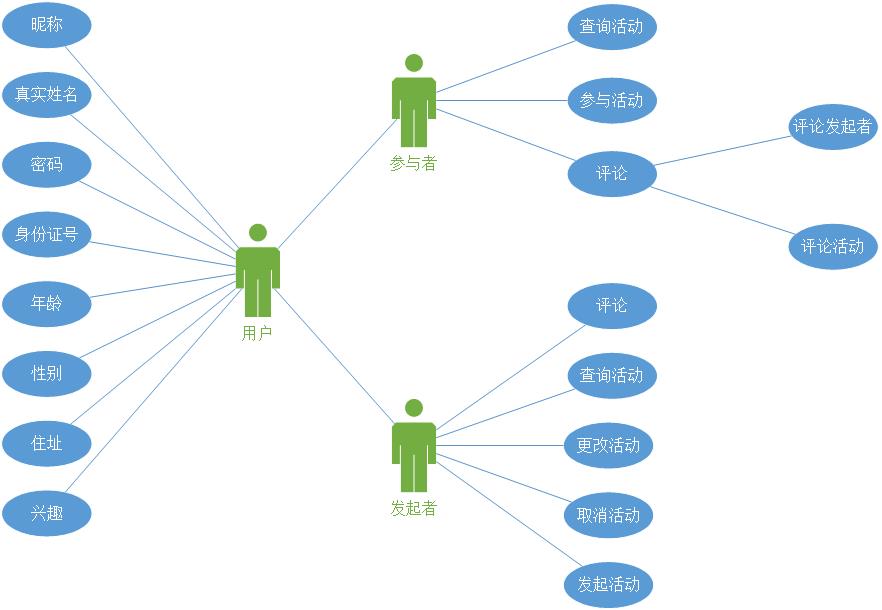 昵称
真实姓名
密码
身份证号
年龄
性别
住址
兴趣
用户
参与者
查询活动
参与活动
评论
评论发起者
评论活动
发起者
评论
查询活动
更改活动
取消活动
发起活动